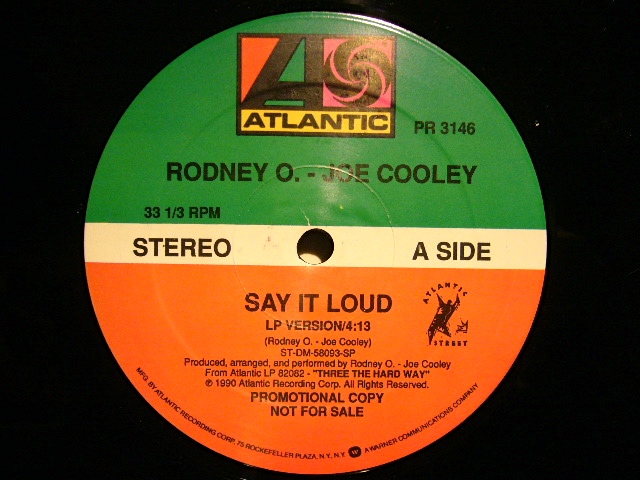 ATLANTIC
PR 3146
RODNEY O. - JOE COOLEY
33 1/3 RPM
STEREO
A SIDE
SAY IT LOUD
LP VERSION/4:13
(Rodney O. - Joe Cooley)
ST-DM-58093-SP
Produced, arranged, and performed by Rodney O. - Joe Cooley
From Atlantic LP 82082 - "THREE THE HARD WAY"
℗ 1990 Atlantic Recording Corp. All Rights Reserved.
PROMOTIONAL COPY
NOT FOR SALE
ATLANTIC
STREET
MFG. BY ATLANTIC RECORDING CORP. 75 ROCKEFELLER PLAZA, N.Y., N.Y. A WARNER COMMUNICATIONS COMPANY